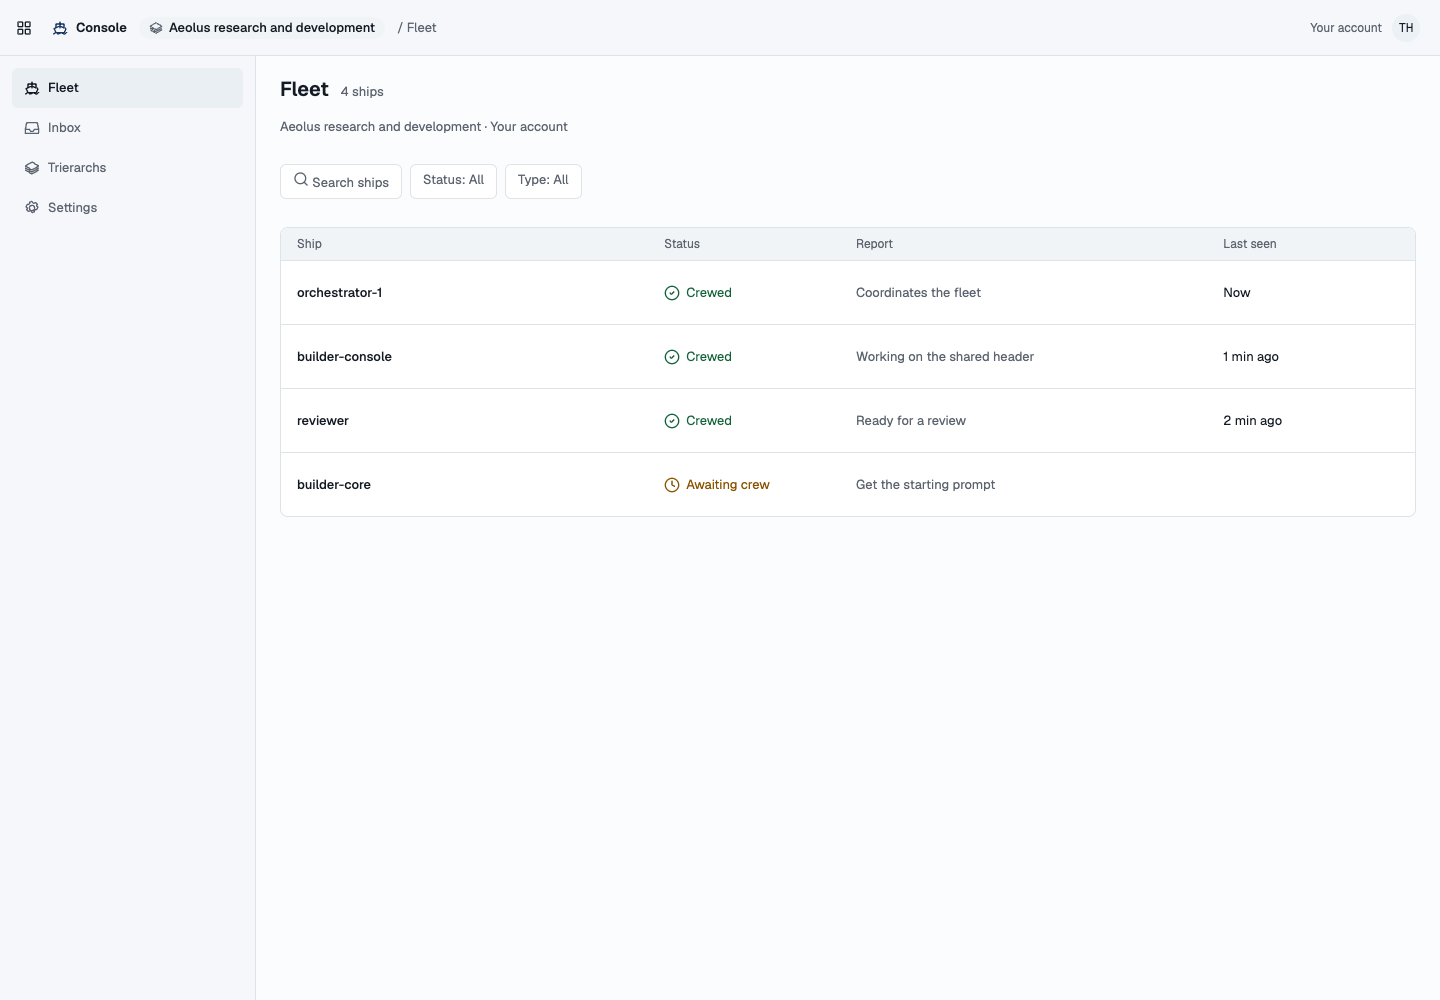 Console Aeolus research and development / Fleet Your account TH
Fleet
Inbox
Trierarchs
Settings
Fleet 4 ships
Aeolus research and development · Your account
Search ships Status: All Type: All
Ship Status Report Last seen
orchestrator-1 Crewed Coordinates the fleet Now
builder-console Crewed Working on the shared header 1 min ago
reviewer Crewed Ready for a review 2 min ago
builder-core Awaiting crew Get the starting prompt